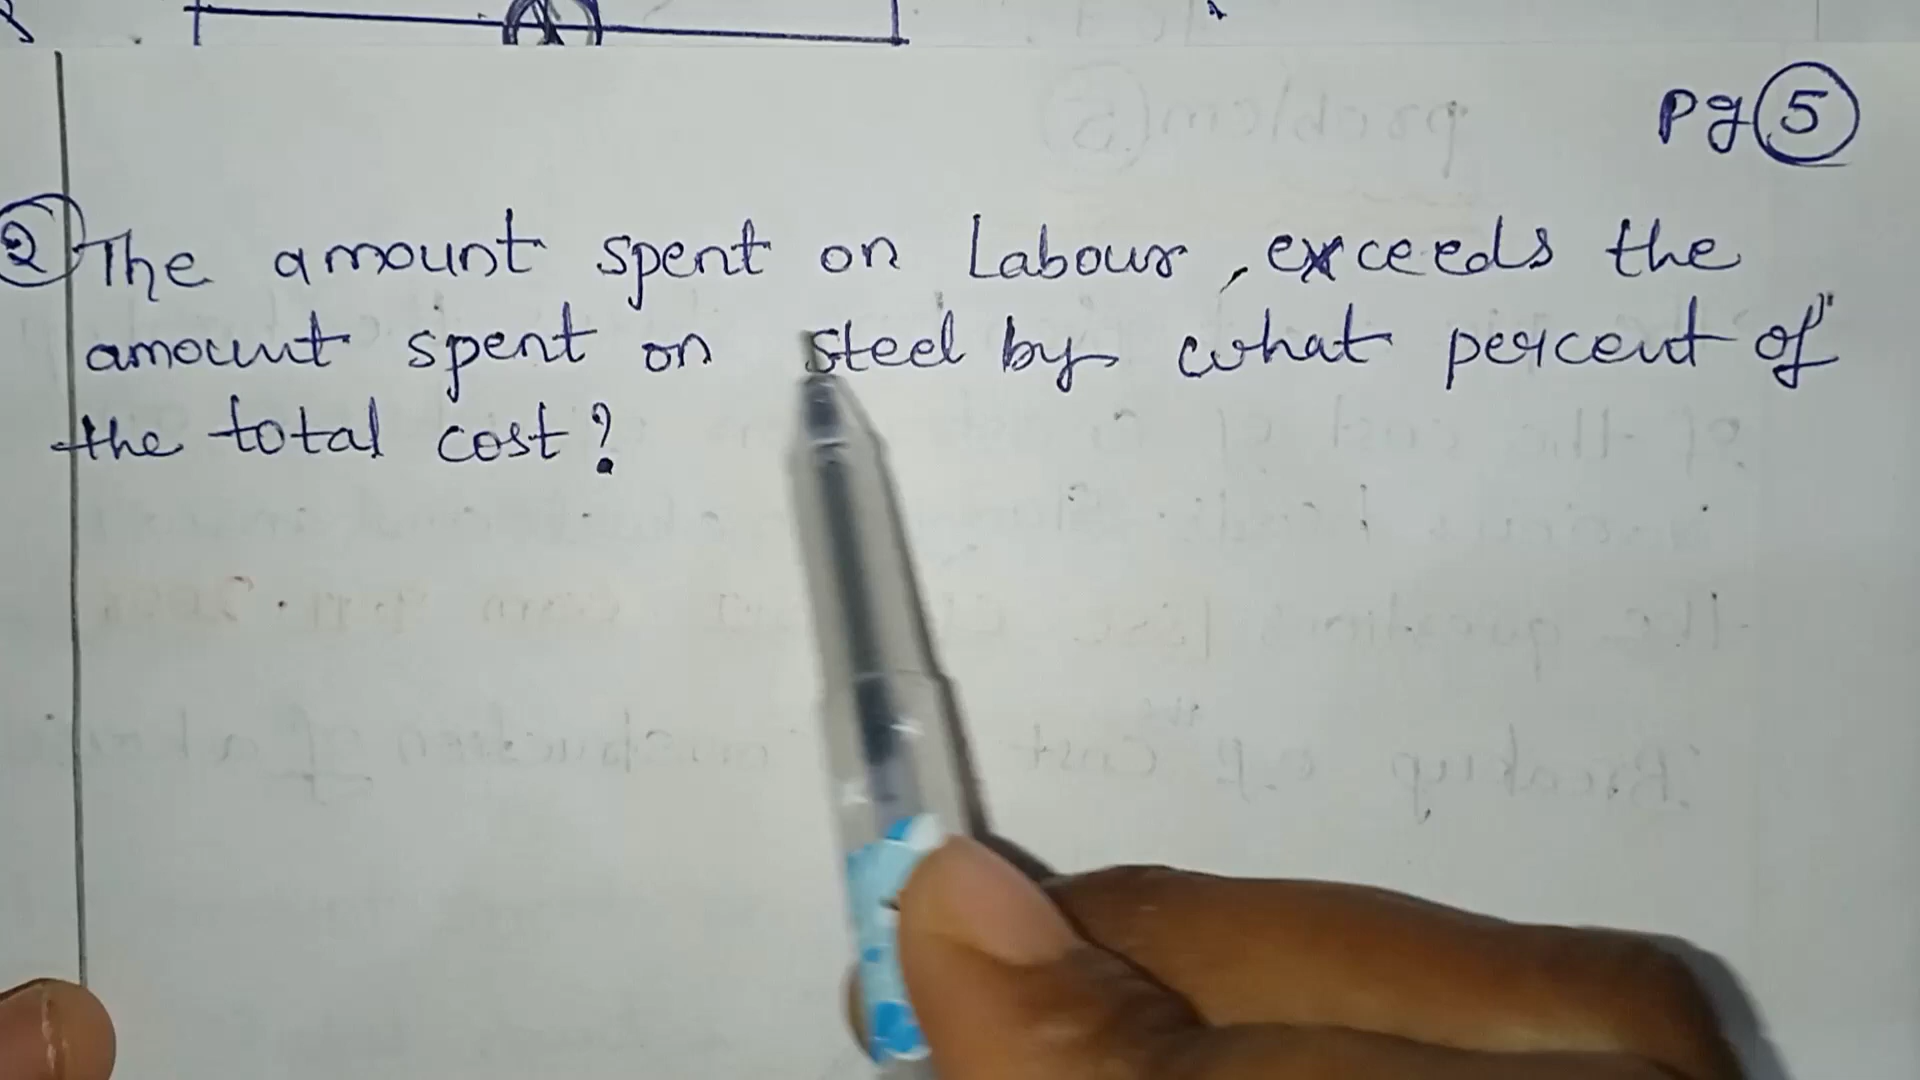 Pg 5
2 The amount spent on Labour, exceeds the
amount spent on steel by what percent of
the total cost?